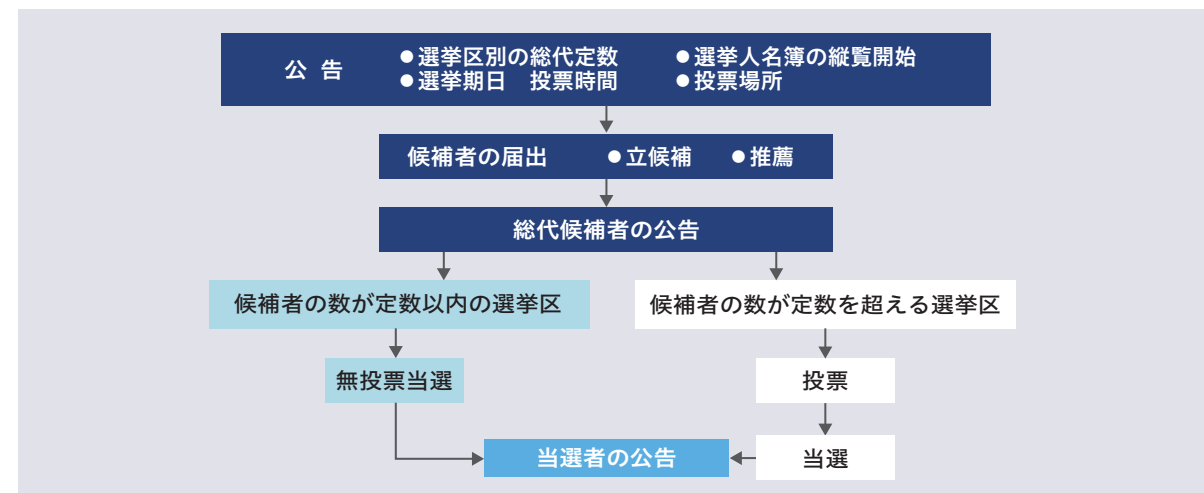 公 告
●選挙区別の総代定数 ●選挙人名簿の縦覧開始
●選挙期日 投票時間 ●投票場所
候補者の届出 ●立候補 ●推薦
総代候補者の公告
候補者の数が定数以内の選挙区
候補者の数が定数を超える選挙区
無投票当選
投票
当選者の公告
当選